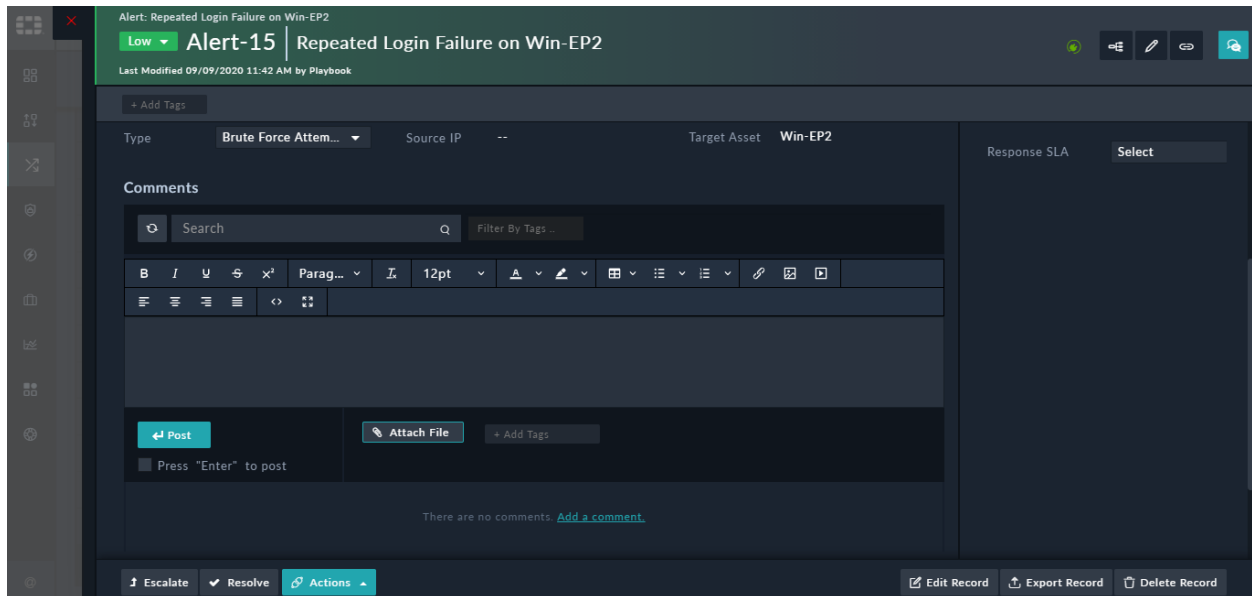 Alert: Repeated Login Failure on Win-EP2
Low Alert-15 Repeated Login Failure on Win-EP2
Last Modified 09/09/2020 11:42 AM by Playbook
+ Add Tags
Type Brute Force Attem... Source IP -- Target Asset Win-EP2
Response SLA Select
Comments
Search Filter By Tags ..
B I U S X² Parag... Ix 12pt A
Post Attach File + Add Tags
Press "Enter" to post
There are no comments. Add a comment.
Escalate Resolve Actions Edit Record Export Record Delete Record